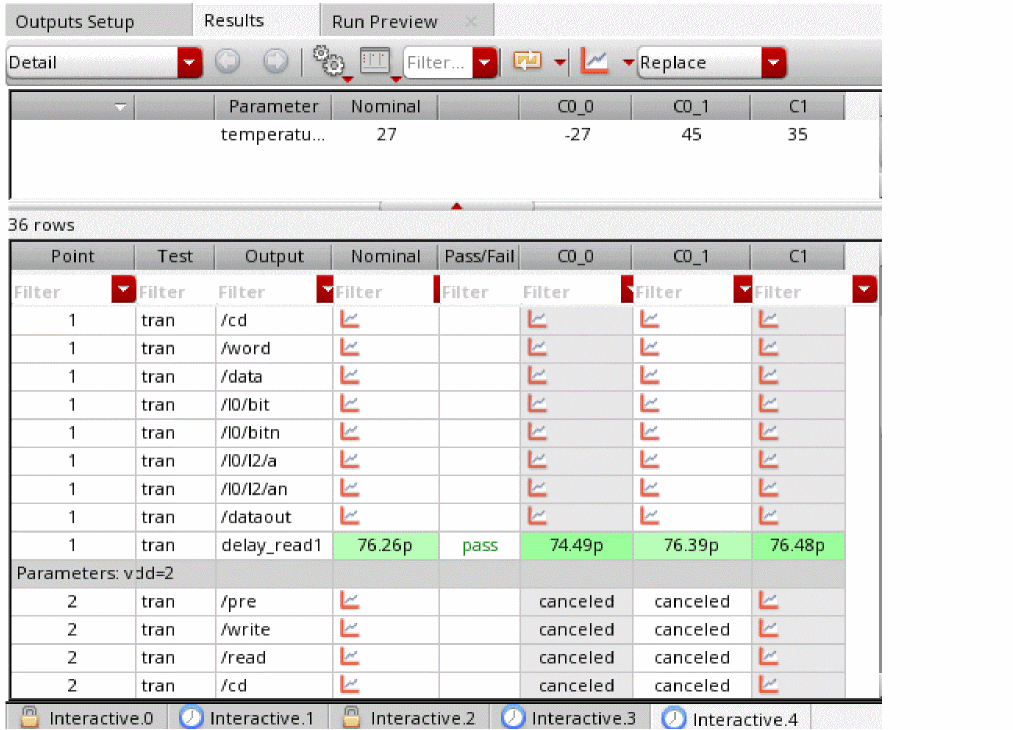 Outputs Setup Results Run Preview
Detail Filter... Replace
Parameter Nominal C0_0 C0_1 C1
temperatu... 27 -27 45 35
36 rows
Point Test Output Nominal Pass/Fail C0_0 C0_1 C1
Filter Filter Filter Filter Filter Filter Filter Filter
1 tran /cd
1 tran /word
1 tran /data
1 tran /I0/bit
1 tran /I0/bitn
1 tran /I0/I2/a
1 tran /I0/I2/an
1 tran /dataout
1 tran delay_read1 76.26p pass 74.49p 76.39p 76.48p
Parameters: vdd=2
2 tran /pre canceled canceled
2 tran /write canceled canceled
2 tran /read canceled canceled
2 tran /cd canceled canceled
Interactive.0 Interactive.1 Interactive.2 Interactive.3 Interactive.4